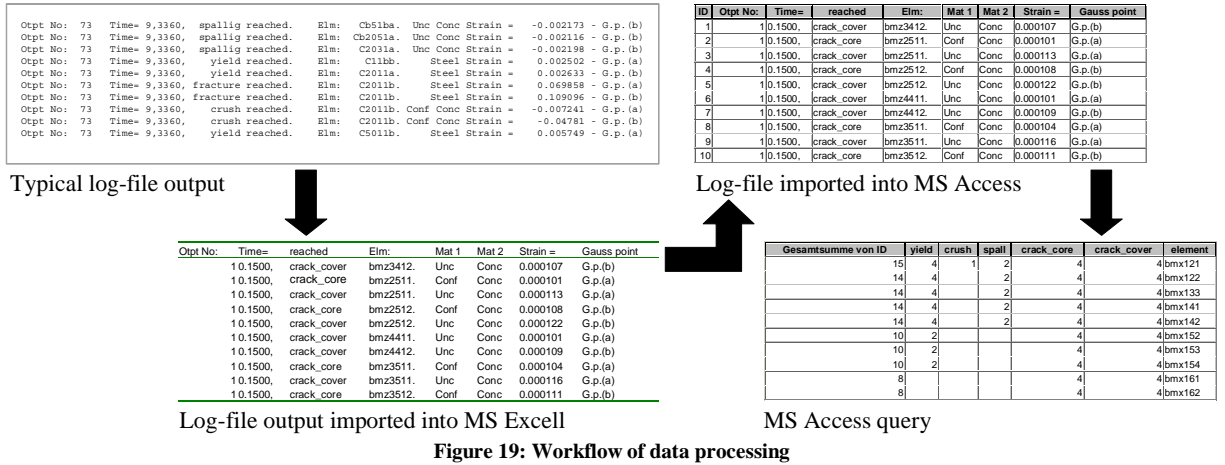 Otpt No: 73 Time= 9,3360, spallig reached. Elm: Cb51ba. Unc Conc Strain = -0.002173 - G.p.(b)
Otpt No: 73 Time= 9,3360, spallig reached. Elm: Cb2051a. Unc Conc Strain = -0.002116 - G.p.(b)
Otpt No: 73 Time= 9,3360, spallig reached. Elm: C2031a. Unc Conc Strain = -0.002198 - G.p.(b)
Otpt No: 73 Time= 9,3360, yield reached. Elm: C11bb. Steel Strain = 0.002502 - G.p.(a)
Otpt No: 73 Time= 9,3360, yield reached. Elm: C2011a. Steel Strain = 0.002633 - G.p.(b)
Otpt No: 73 Time= 9,3360, fracture reached. Elm: C2011b. Steel Strain = 0.069858 - G.p.(a)
Otpt No: 73 Time= 9,3360, fracture reached. Elm: C2011b. Steel Strain = 0.109096 - G.p.(b)
Otpt No: 73 Time= 9,3360, crush reached. Elm: C2011b. Conf Conc Strain = -0.007241 - G.p.(a)
Otpt No: 73 Time= 9,3360, crush reached. Elm: C2011b. Conf Conc Strain = -0.04781 - G.p.(b)
Otpt No: 73 Time= 9,3360, yield reached. Elm: C5011b. Steel Strain = 0.005749 - G.p.(a)
Typical log-file output
ID Otpt No: Time= reached Elm: Mat 1 Mat 2 Strain = Gauss point
1 1 0.1500, crack_cover bmz3412. Unc Conc 0.000107 G.p.(b)
2 1 0.1500, crack_core bmz2511. Conf Conc 0.000101 G.p.(a)
3 1 0.1500, crack_cover bmz2511. Unc Conc 0.000113 G.p.(a)
4 1 0.1500, crack_core bmz2512. Conf Conc 0.000108 G.p.(b)
5 1 0.1500, crack_cover bmz2512. Unc Conc 0.000122 G.p.(b)
6 1 0.1500, crack_cover bmz4411. Unc Conc 0.000101 G.p.(a)
7 1 0.1500, crack_cover bmz4412. Unc Conc 0.000109 G.p.(b)
8 1 0.1500, crack_core bmz3511. Conf Conc 0.000104 G.p.(a)
9 1 0.1500, crack_cover bmz3511. Unc Conc 0.000116 G.p.(a)
10 1 0.1500, crack_core bmz3512. Conf Conc 0.000111 G.p.(b)
Log-file imported into MS Access
Otpt No: Time= reached Elm: Mat 1 Mat 2 Strain = Gauss point
1 0.1500, crack_cover bmz3412. Unc Conc 0.000107 G.p.(b)
1 0.1500, crack_core bmz2511. Conf Conc 0.000101 G.p.(a)
1 0.1500, crack_cover bmz2511. Unc Conc 0.000113 G.p.(a)
1 0.1500, crack_core bmz2512. Conf Conc 0.000108 G.p.(b)
1 0.1500, crack_cover bmz2512. Unc Conc 0.000122 G.p.(b)
1 0.1500, crack_cover bmz4411. Unc Conc 0.000101 G.p.(a)
1 0.1500, crack_cover bmz4412. Unc Conc 0.000109 G.p.(b)
1 0.1500, crack_core bmz3511. Conf Conc 0.000104 G.p.(a)
1 0.1500, crack_cover bmz3511. Unc Conc 0.000116 G.p.(a)
1 0.1500, crack_core bmz3512. Conf Conc 0.000111 G.p.(b)
Log-file output imported into MS Excell
Gesamtsumme von ID yield crush spall crack_core crack_cover element
15 4 1 2 4 4 bmx121
14 4 2 4 4 bmx122
14 4 2 4 4 bmx133
14 4 2 4 4 bmx141
14 4 2 4 4 bmx142
10 2 4 4 bmx152
10 2 4 4 bmx153
10 2 4 4 bmx154
8 4 4 bmx161
8 4 4 bmx162
MS Access query
Figure 19: Workflow of data processing